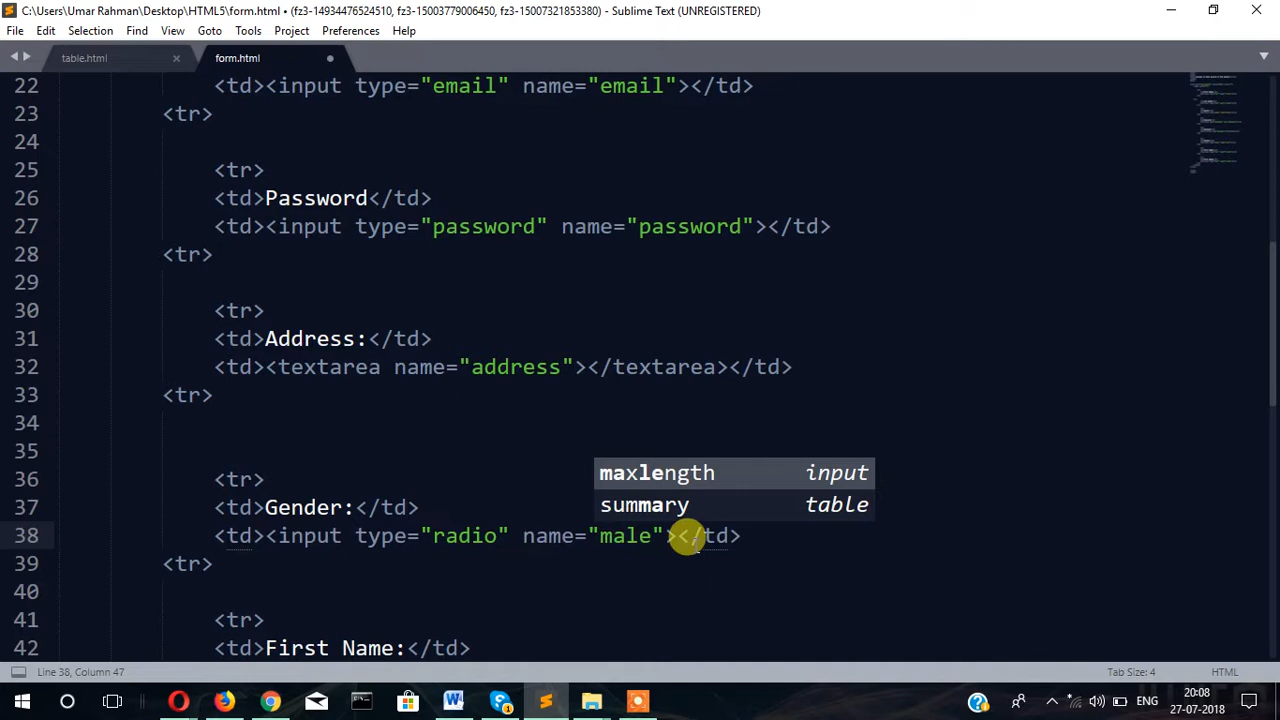 C:\Users\Umar Rahman\Desktop\HTML5\form.html • (fz3-14934476524510, fz3-15003779006450, fz3-15007321853380) - Sublime Text (UNREGISTERED)
File Edit Selection Find View Goto Tools Project Preferences Help
table.html × form.html
22 <td><input type="email" name="email"></td>
23 <tr>
24
25 <tr>
26 <td>Password</td>
27 <td><input type="password" name="password"></td>
28 <tr>
29
30 <tr>
31 <td>Address:</td>
32 <td><textarea name="address"></textarea></td>
33 <tr>
34
35
maxlength input
36 <tr>
summary table
37 <td>Gender:</td>
38 <td><input type="radio" name="male"></td>
39 <tr>
40
41 <tr>
42 <td>First Name:</td>
Line 38, Column 47 Tab Size: 4 HTML
ENG 20:08
27-07-2018